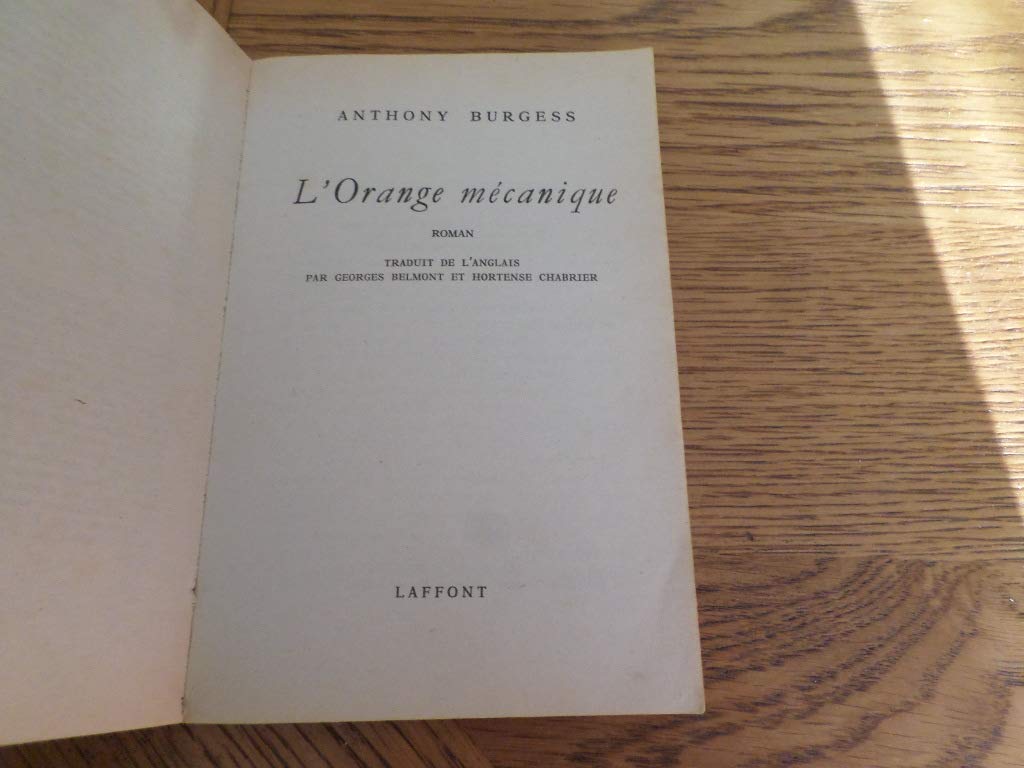 ANTHONY BURGESS
L'Orange mécanique
ROMAN
TRADUIT DE L'ANGLAIS
PAR GEORGES BELMONT ET HORTENSE CHABRIER
LAFFONT